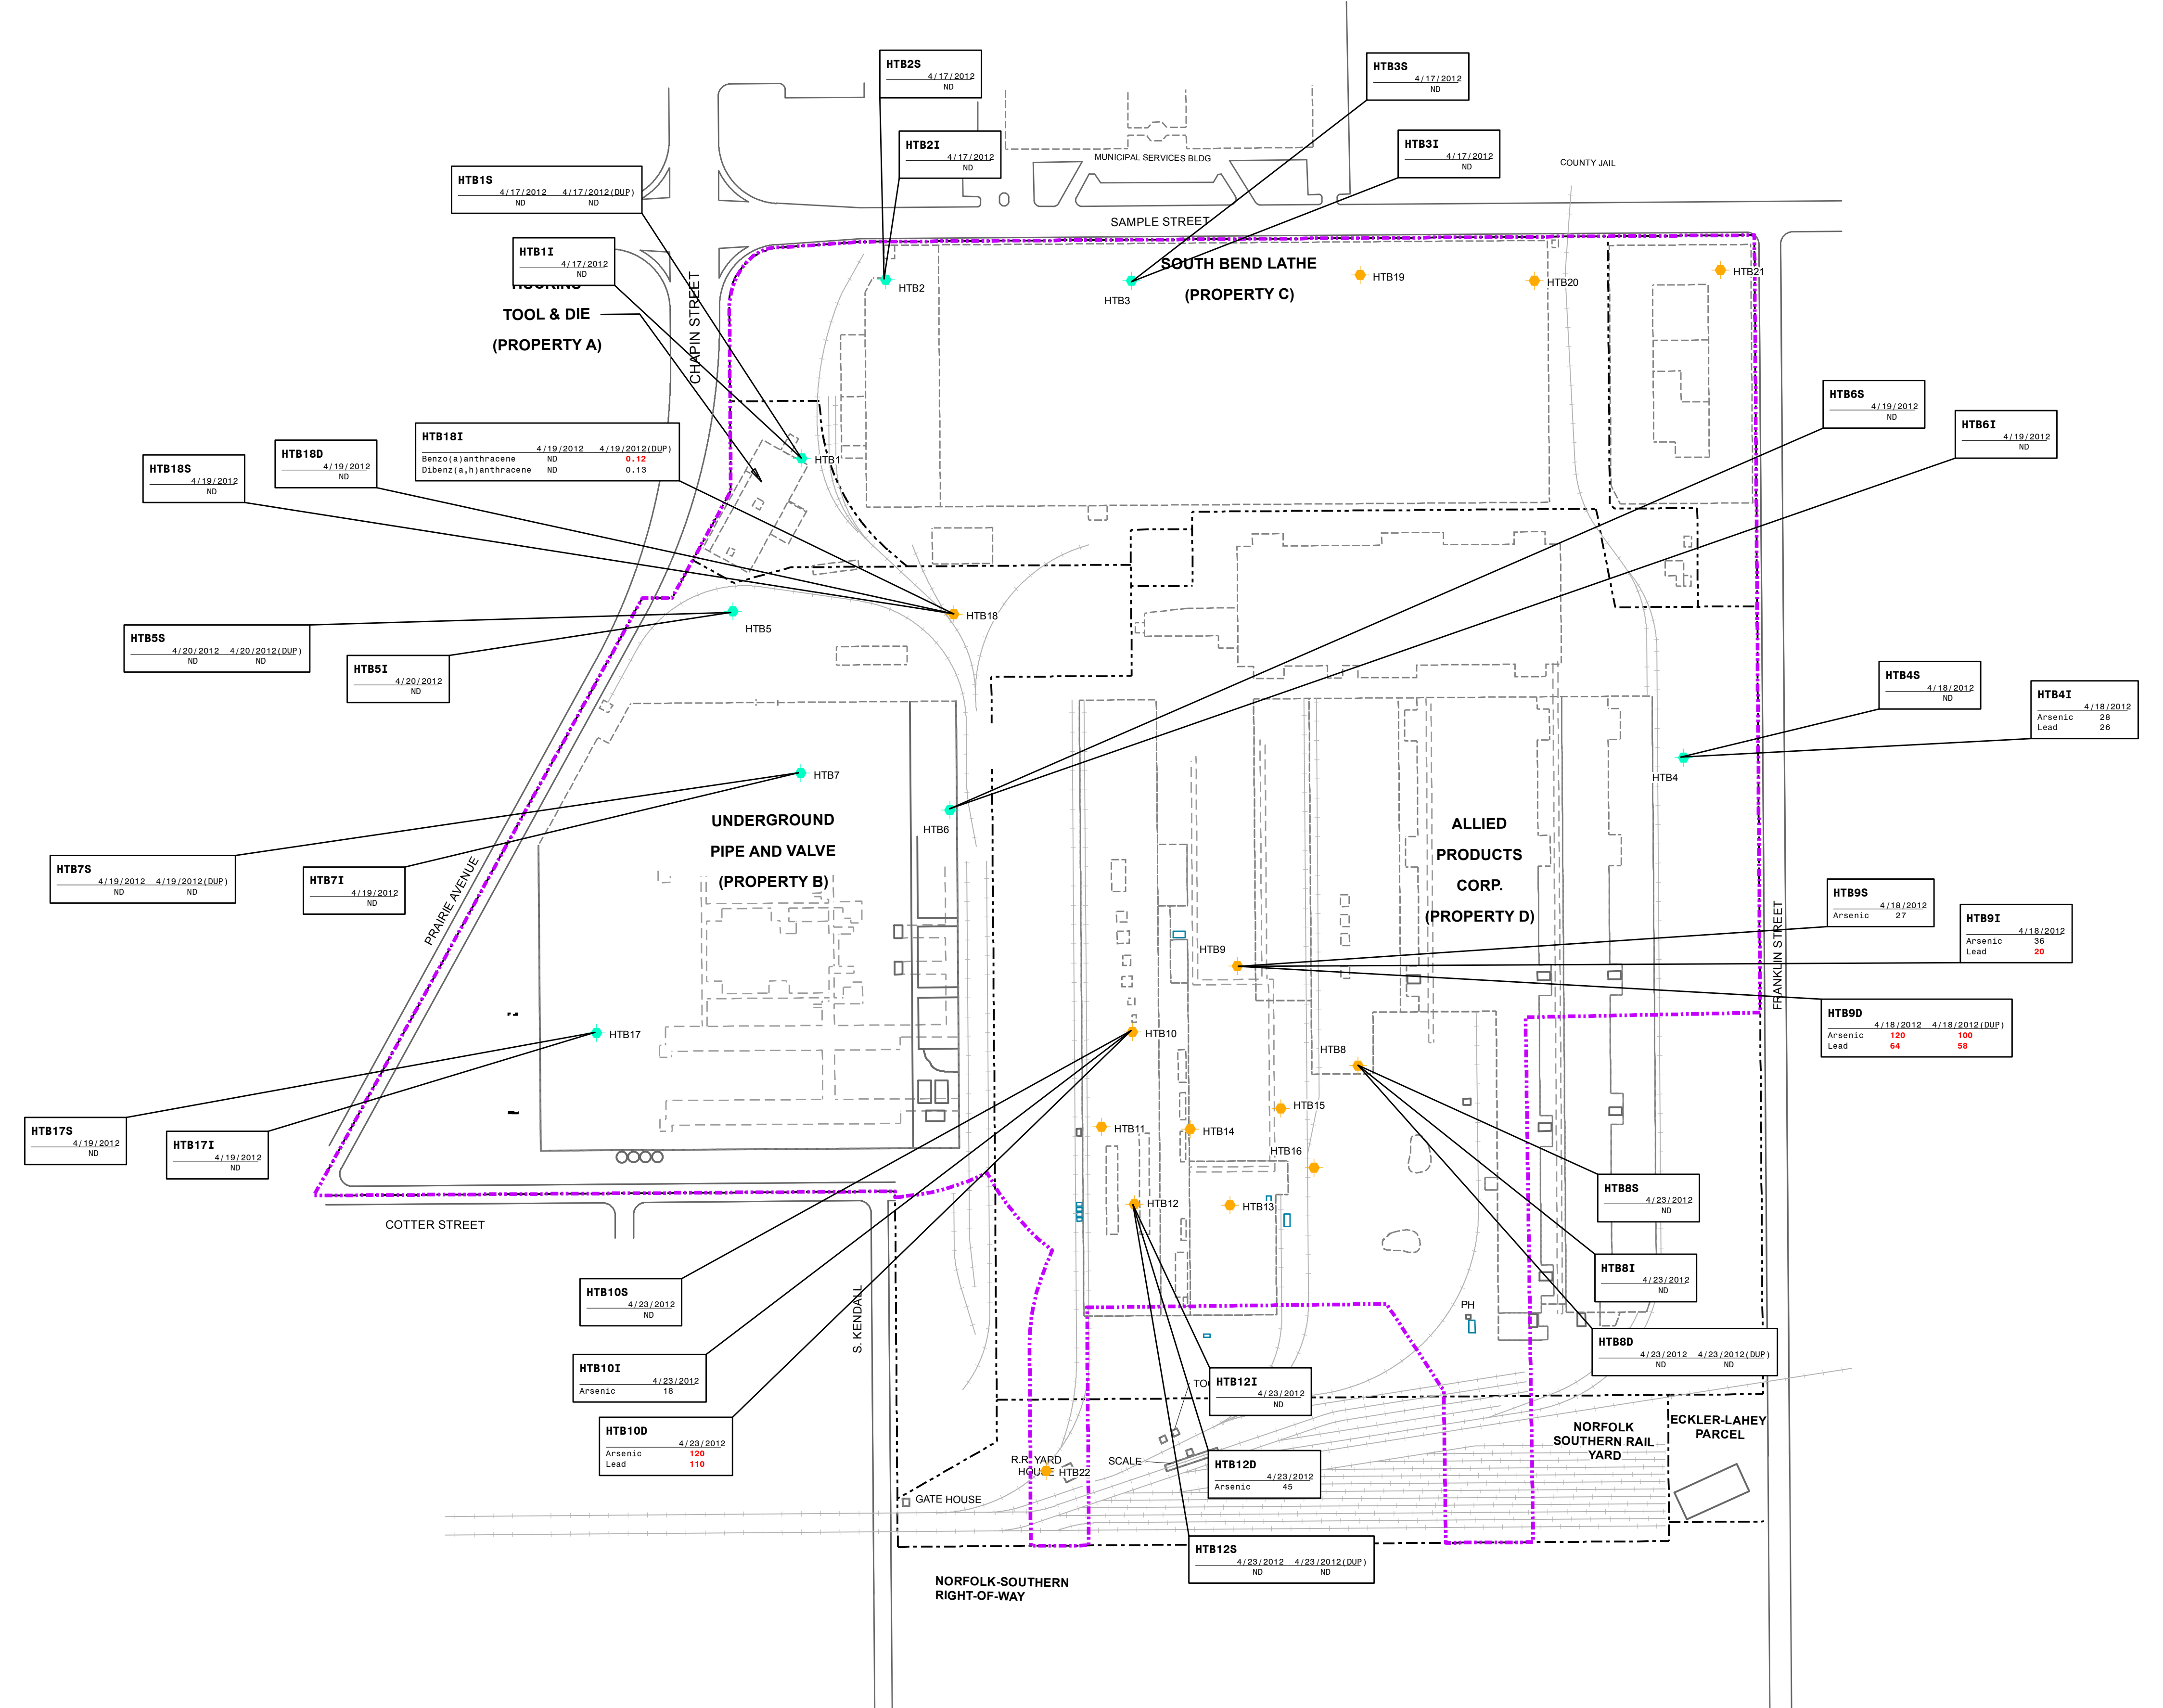 HTB2S
4/17/2012
ND
HTB3S
4/17/2012
ND
HTB2I
4/17/2012
ND
HTB3I
4/17/2012
ND
MUNICIPAL SERVICES BLDG
COUNTY JAIL
HTB1S
4/17/2012 4/17/2012(DUP)
ND ND
SAMPLE STREET
HTB1I
4/17/2012
ND
TOOL & DIE
(PROPERTY A)
CHAPIN STREET
HTB2
HTB3
SOUTH BEND LATHE
(PROPERTY C)
HTB19
HTB20
HTB21
HTB6S
4/19/2012
ND
HTB6I
4/19/2012
ND
HTB18I
4/19/2012 4/19/2012(DUP)
Benzo(a)anthracene ND 0.12
Dibenz(a,h)anthracene ND 0.13
HTB18D
4/19/2012
ND
HTB18S
4/19/2012
ND
HTB1
HTB18
HTB5
HTB5S
4/20/2012 4/20/2012(DUP)
ND ND
HTB5I
4/20/2012
ND
HTB4S
4/18/2012
ND
HTB4I
4/18/2012
Arsenic 28
Lead 26
HTB4
HTB7
HTB6
UNDERGROUND
PIPE AND VALVE
(PROPERTY B)
ALLIED
PRODUCTS
CORP.
(PROPERTY D)
HTB7S
4/19/2012 4/19/2012(DUP)
ND ND
HTB7I
4/19/2012
ND
PRAIRIE AVENUE
HTB9S
4/18/2012
Arsenic 27
HTB9I
4/18/2012
Arsenic 36
Lead 20
FRANKLIN STREET
HTB9
HTB9D
4/18/2012 4/18/2012(DUP)
Arsenic 120 100
Lead 64 58
HTB17
HTB10
HTB8
HTB15
HTB11
HTB14
HTB16
HTB17S
4/19/2012
ND
HTB17I
4/19/2012
ND
HTB12
HTB13
HTB8S
4/23/2012
ND
COTTER STREET
HTB8I
4/23/2012
ND
HTB10S
4/23/2012
ND
S. KENDALL
PH
HTB8D
4/23/2012 4/23/2012(DUP)
ND ND
HTB10I
4/23/2012
Arsenic 18
HTB12I
4/23/2012
ND
HTB10D
4/23/2012
Arsenic 120
Lead 110
NORFOLK
SOUTHERN RAIL
YARD
ECKLER-LAHEY
PARCEL
R.R. YARD
HOUSE
HTB22
SCALE
HTB12D
4/23/2012
Arsenic 45
GATE HOUSE
HTB12S
4/23/2012 4/23/2012(DUP)
ND ND
NORFOLK-SOUTHERN
RIGHT-OF-WAY